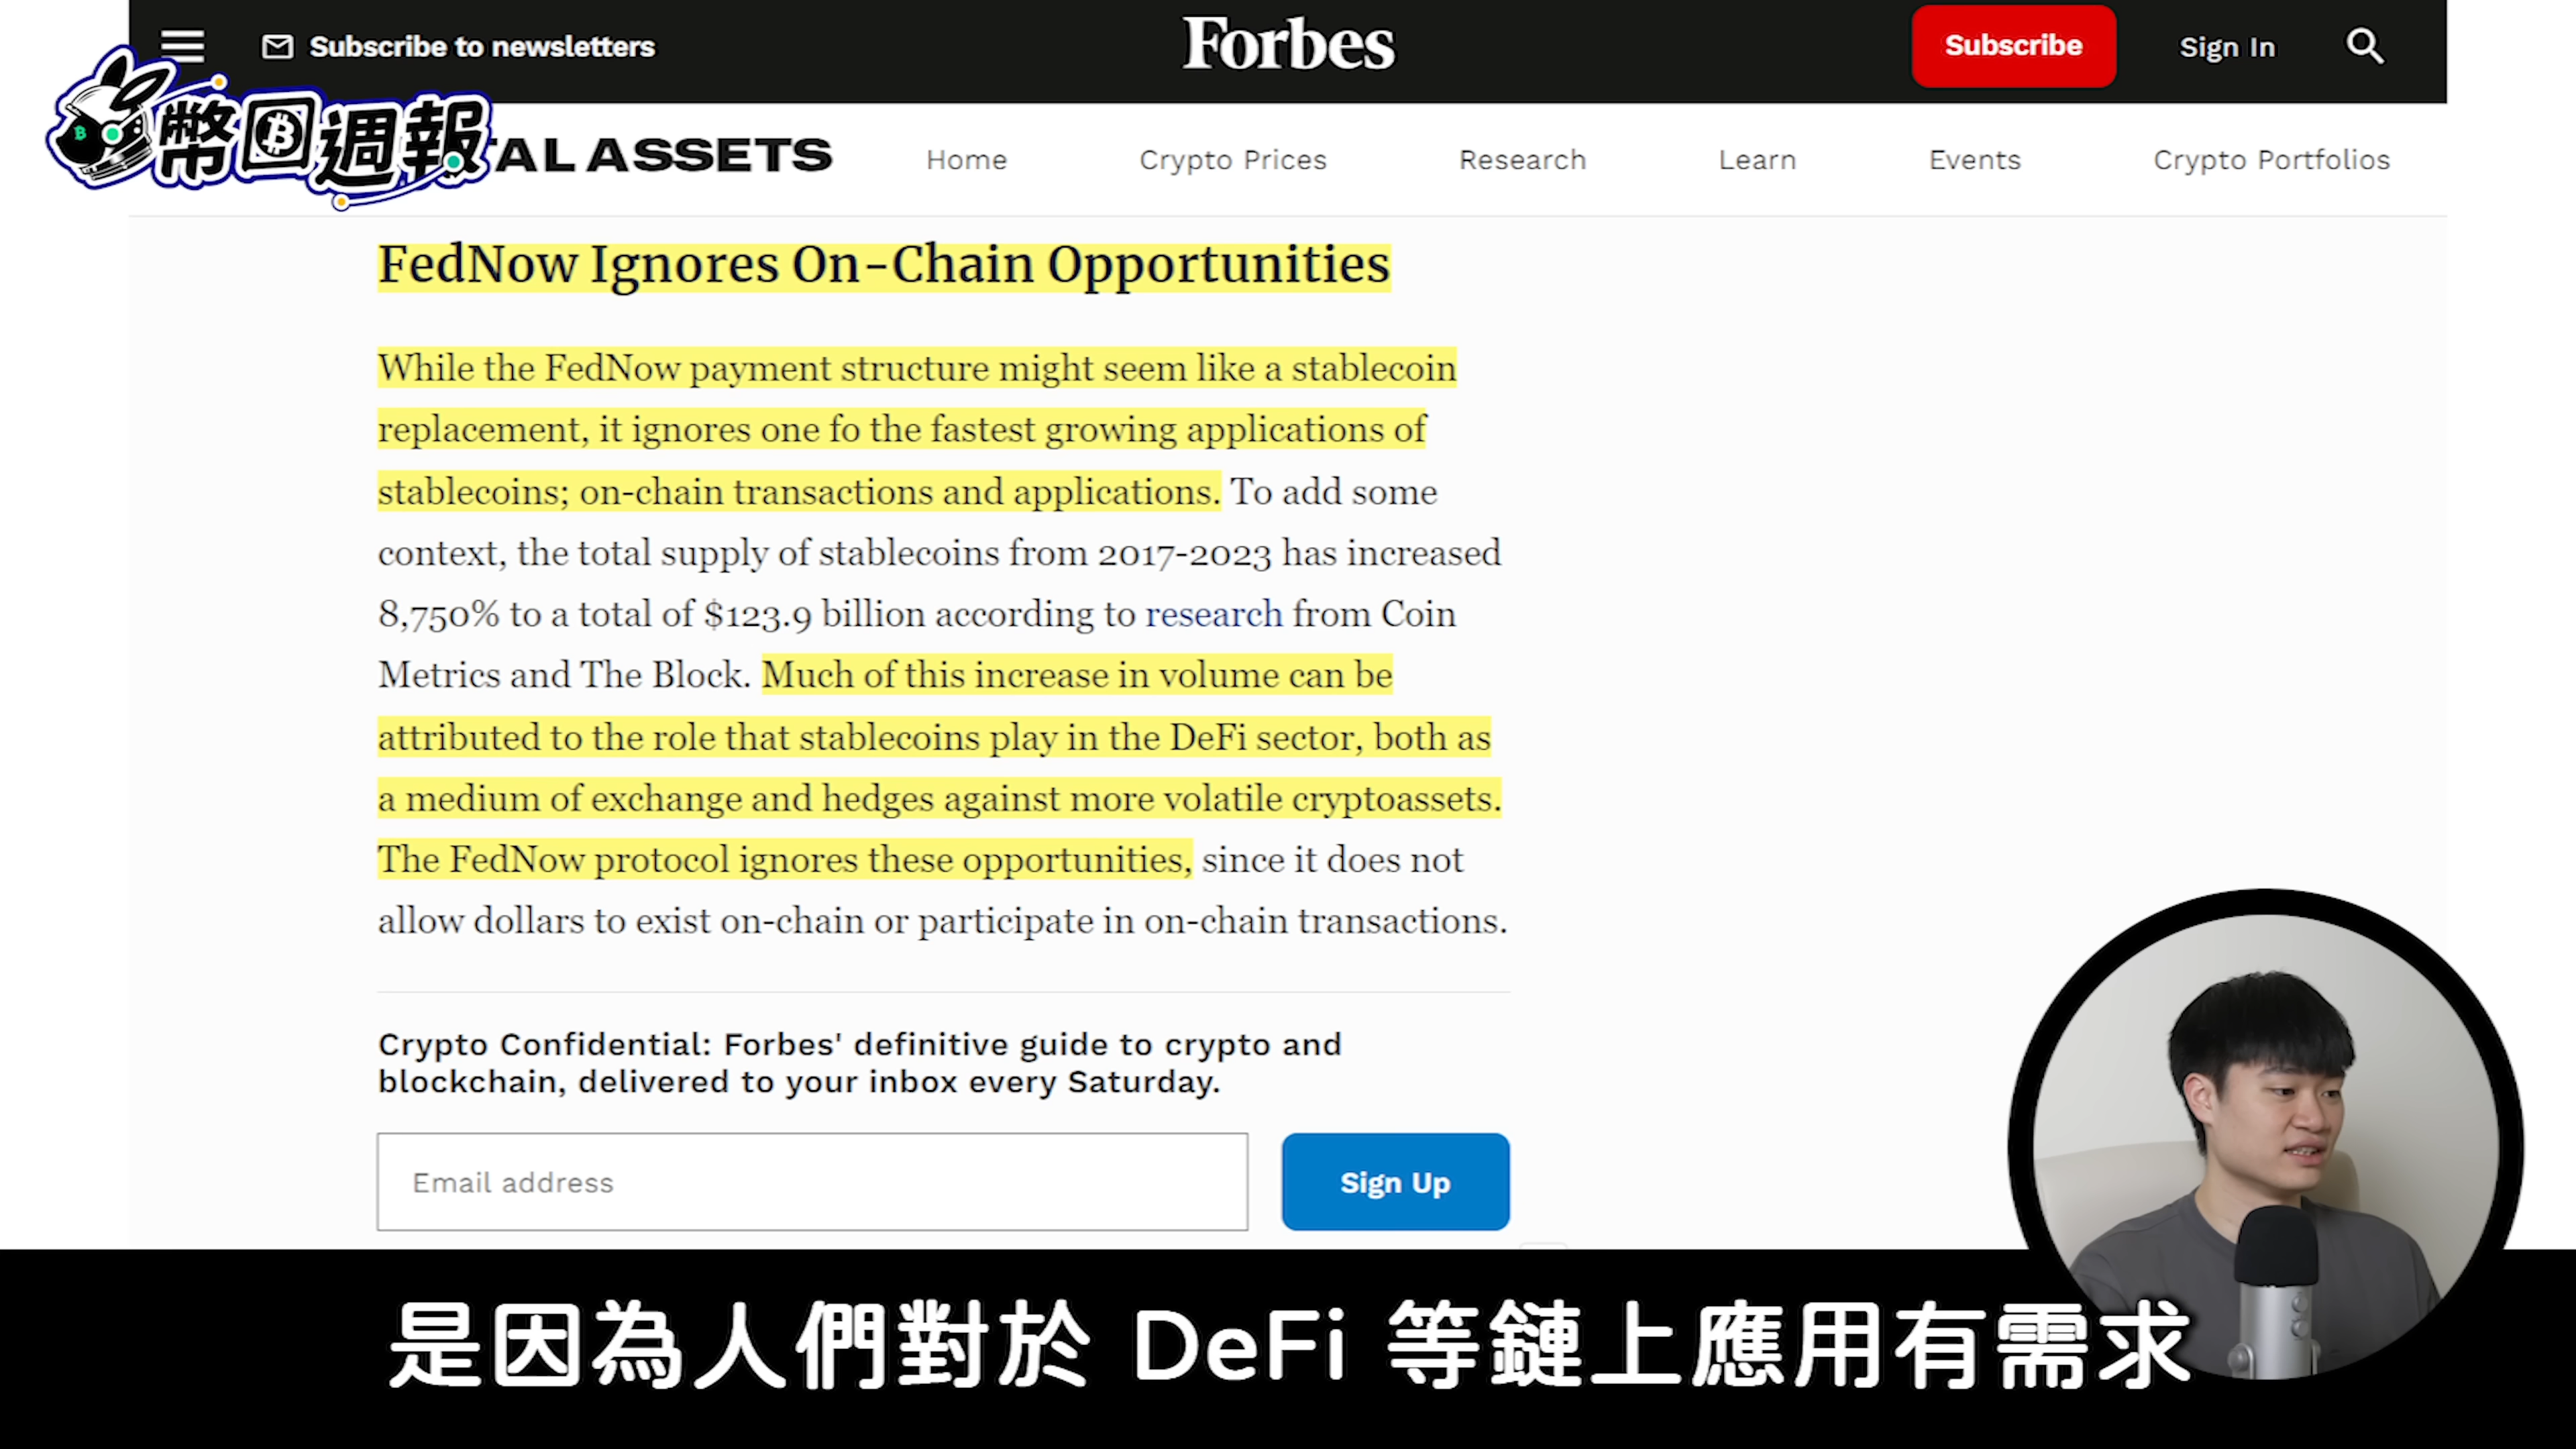 Subscribe to newsletters
Forbes
Subscribe
Sign In
幣回週報
TAL ASSETS
Home
Crypto Prices
Research
Learn
Events
Crypto Portfolios
FedNow Ignores On-Chain Opportunities
While the FedNow payment structure might seem like a stablecoin
replacement, it ignores one fo the fastest growing applications of
stablecoins; on-chain transactions and applications. To add some
context, the total supply of stablecoins from 2017-2023 has increased
8,750% to a total of $123.9 billion according to research from Coin
Metrics and The Block. Much of this increase in volume can be
attributed to the role that stablecoins play in the DeFi sector, both as
a medium of exchange and hedges against more volatile cryptoassets.
The FedNow protocol ignores these opportunities, since it does not
allow dollars to exist on-chain or participate in on-chain transactions.
Crypto Confidential: Forbes' definitive guide to crypto and
blockchain, delivered to your inbox every Saturday.
Email address
Sign Up
是因為人們對於 DeFi 等鏈上應用有需求